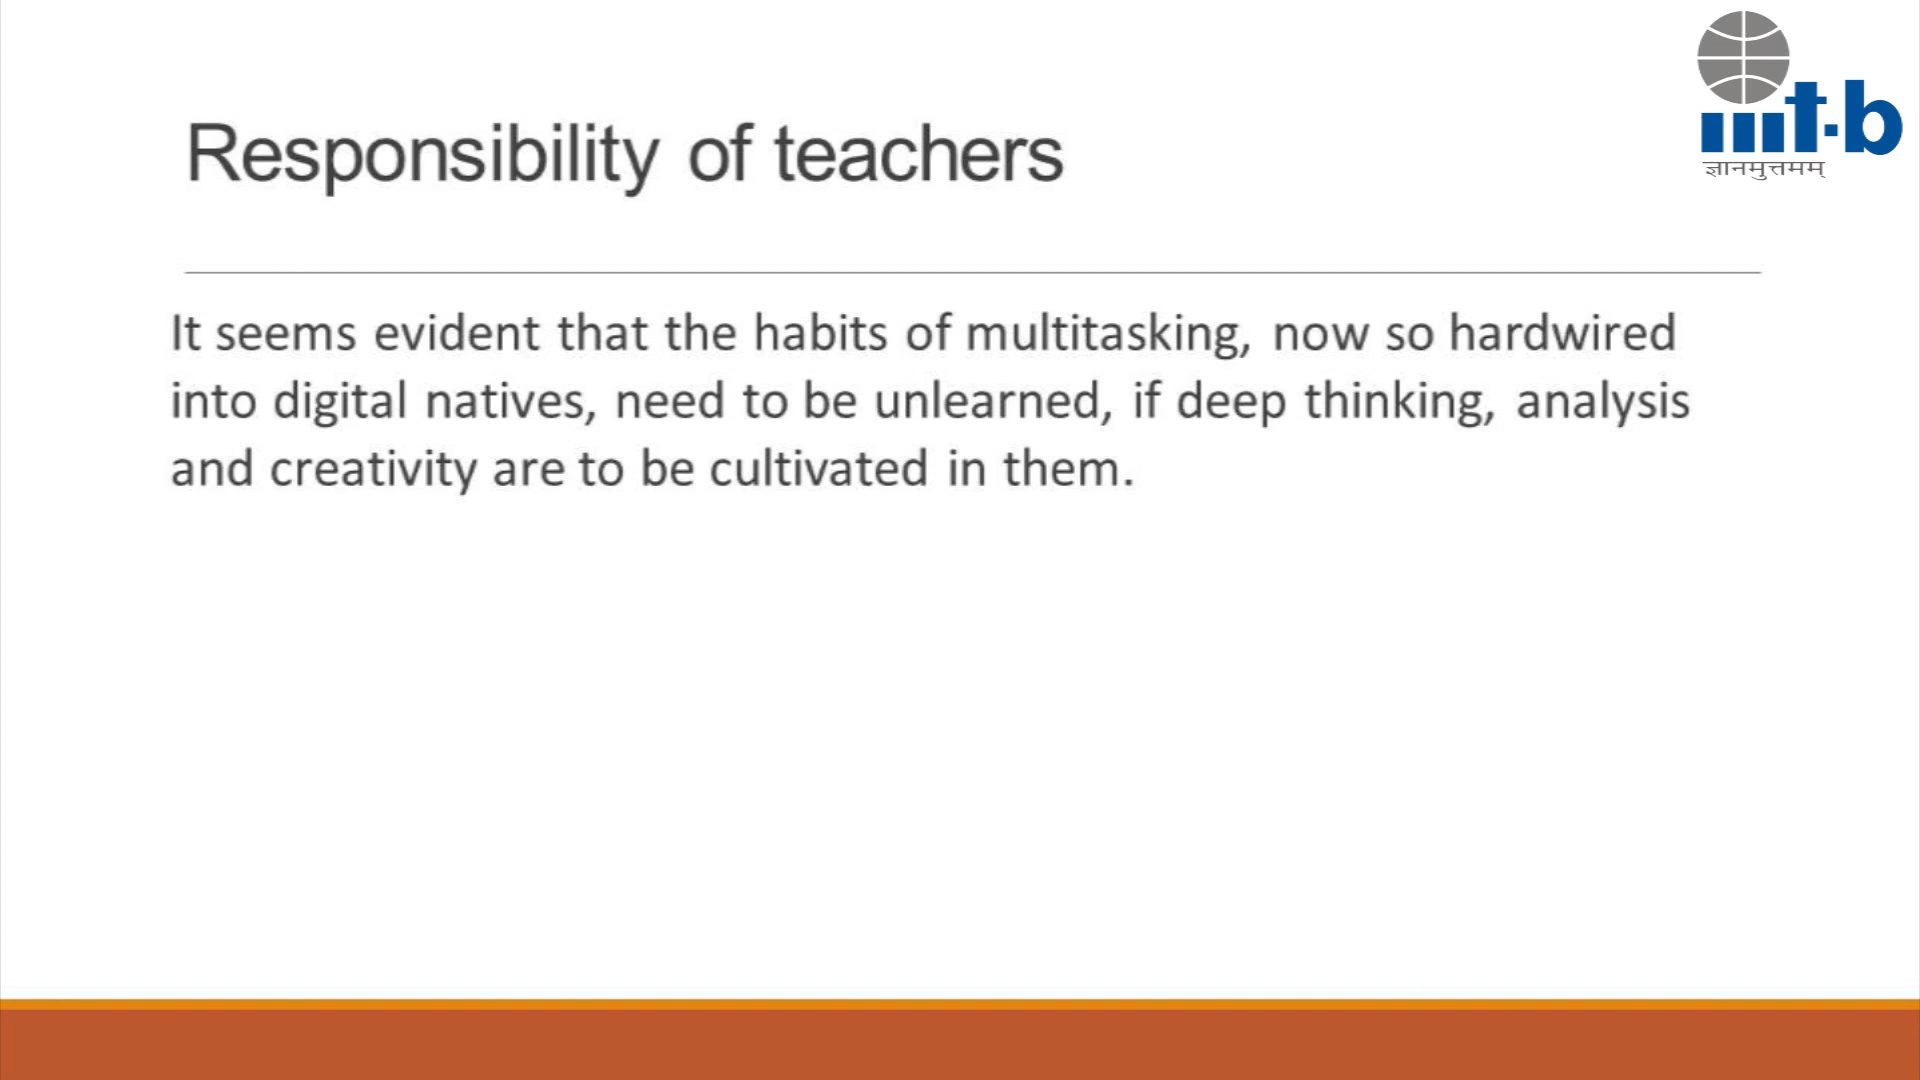 iiit-b
ज्ञानमुत्तमम्
Responsibility of teachers
It seems evident that the habits of multitasking, now so hardwired
into digital natives, need to be unlearned, if deep thinking, analysis
and creativity are to be cultivated in them.